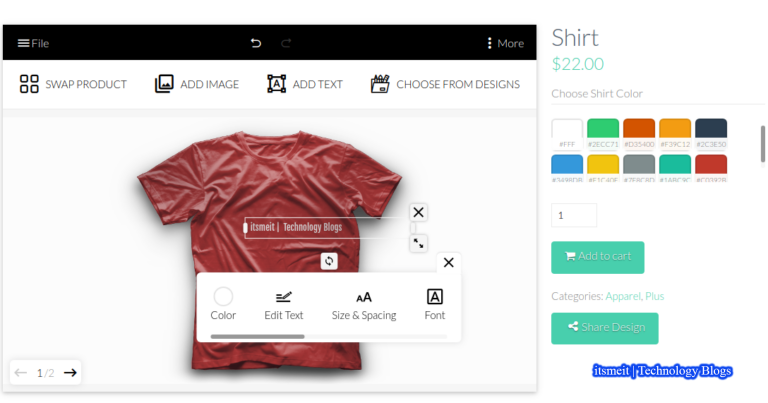 File
More
SWAP PRODUCT
ADD IMAGE
ADD TEXT
CHOOSE FROM DESIGNS
itsmeit | Technology Blogs
Color
Edit Text
Size & Spacing
Font
1/2
Shirt
$22.00
Choose Shirt Color
#FFF #2ECC71 #D35400 #F39C12 #2C3E50
#3498DB #F1C40F #7F8C8D #1ABC9C #C0392B
1
Add to cart
Categories: Apparel, Plus
Share Design
itsmeit | Technology Blogs